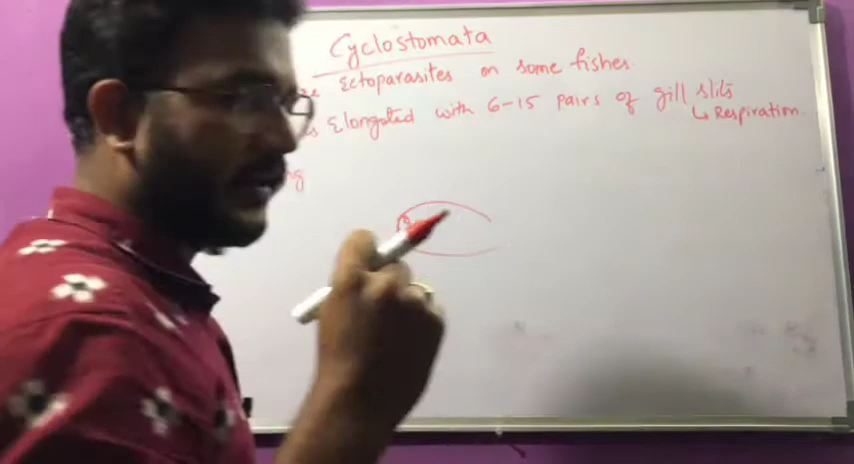 Cyclostomata
Ectoparasites on some fishes.
Elongated with 6-15 pairs of gill slits
↳ Respiration